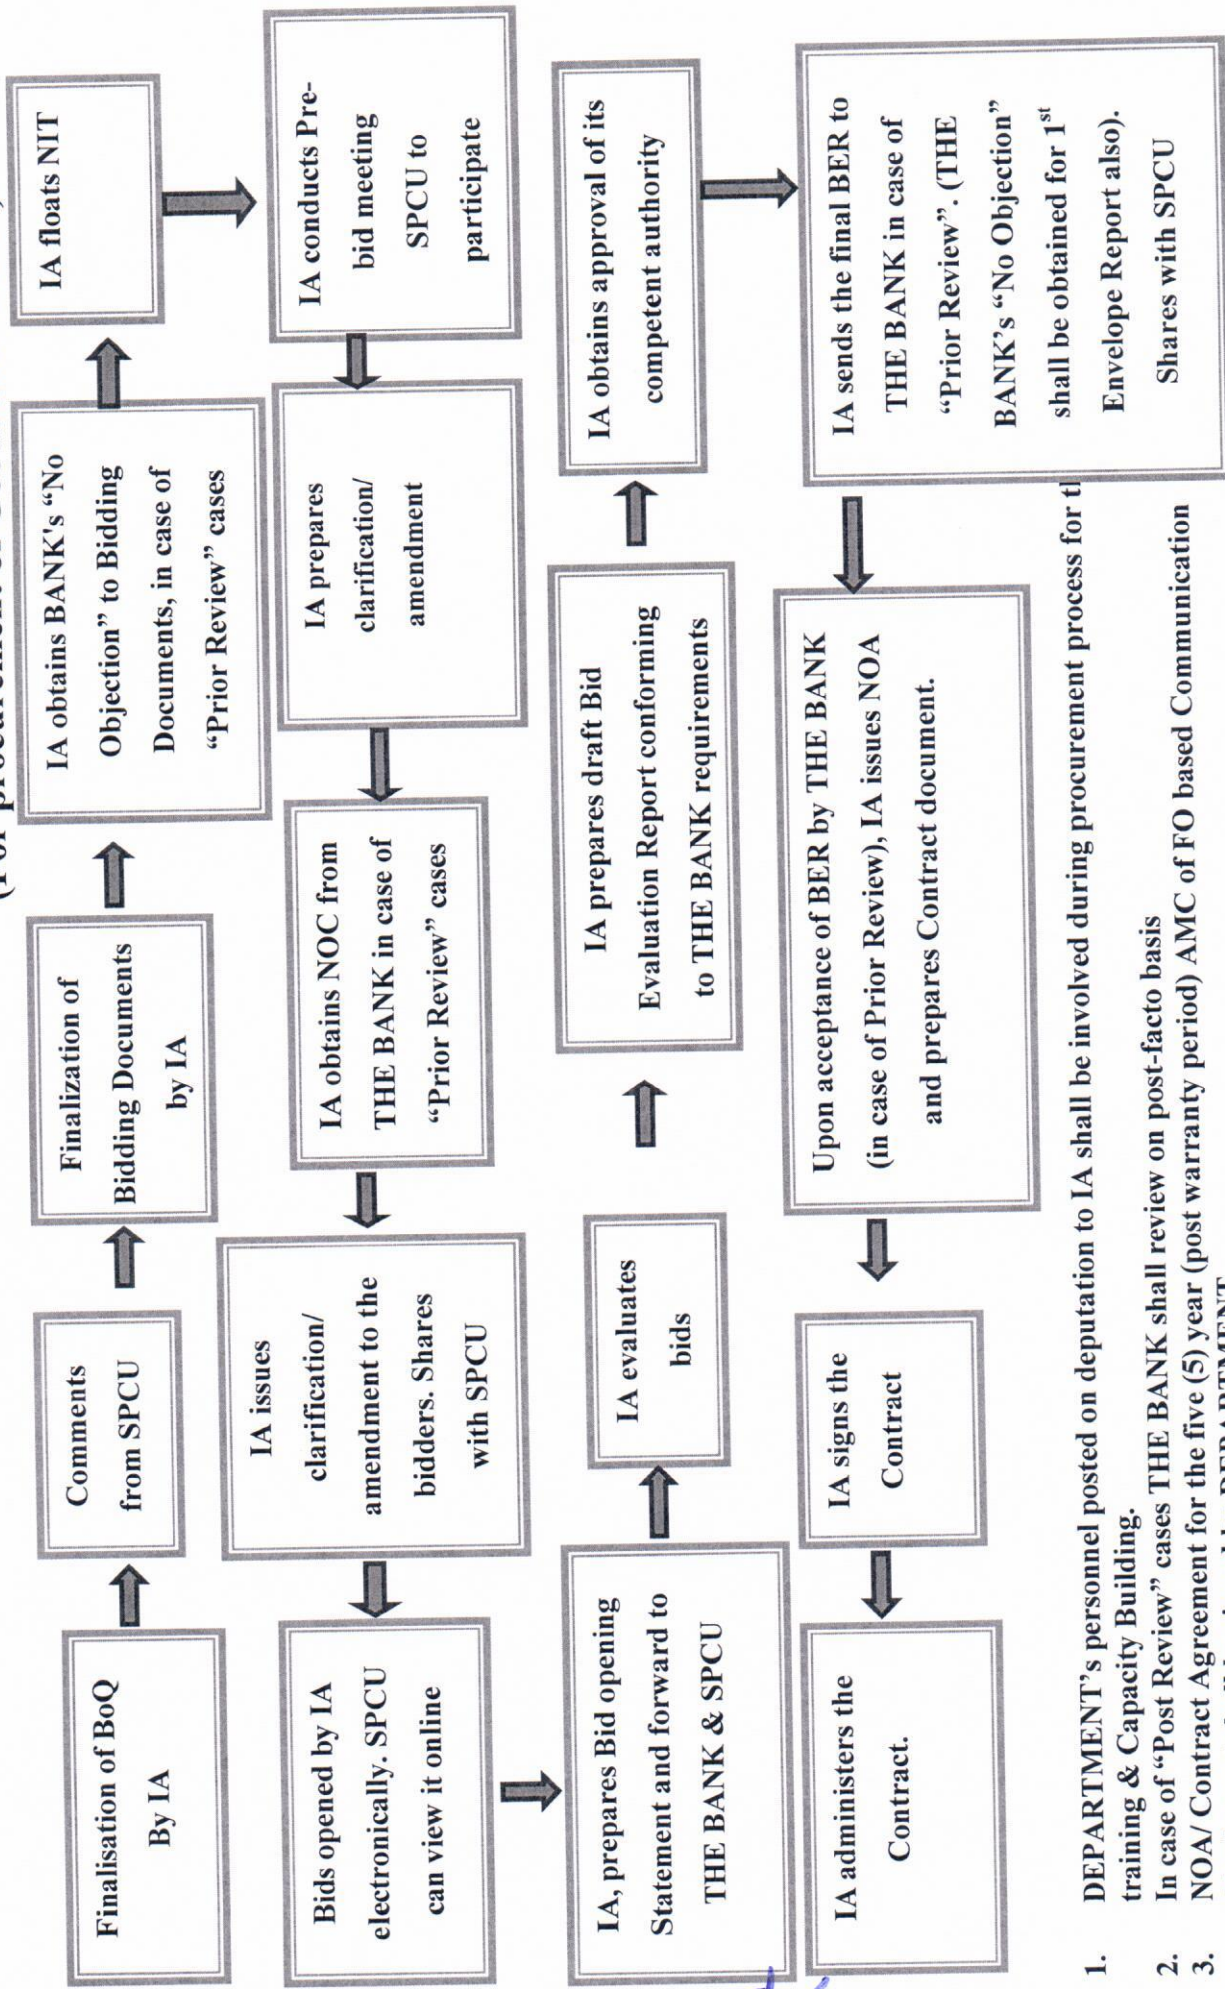 (For procurement of
Finalisation of BoQ
By IA
Comments
from SPCU
Finalization of
Bidding Documents
by IA
IA obtains BANK's “No
Objection” to Bidding
Documents, in case of
“Prior Review” cases
IA floats NIT
IA conducts Pre-
bid meeting
SPCU to
participate
IA prepares
clarification/
amendment
IA obtains NOC from
THE BANK in case of
“Prior Review” cases
IA issues
clarification/
amendment to the
bidders. Shares
with SPCU
Bids opened by IA
electronically. SPCU
can view it online
IA, prepares Bid opening
Statement and forward to
THE BANK & SPCU
IA evaluates
bids
IA prepares draft Bid
Evaluation Report conforming
to THE BANK requirements
IA obtains approval of its
competent authority
IA sends the final BER to
THE BANK in case of
“Prior Review”. (THE
BANK's “No Objection”
shall be obtained for 1st
Envelope Report also).
Shares with SPCU
Upon acceptance of BER by THE BANK
(in case of Prior Review), IA issues NOA
and prepares Contract document.
IA signs the
Contract
IA administers the
Contract.
1. DEPARTMENT's personnel posted on deputation to IA shall be involved during procurement process for
training & Capacity Building.
2. In case of “Post Review” cases THE BANK shall review on post-facto basis
3. NOA/ Contract Agreement for the five (5) year (post warranty period) AMC of FO based Communication
DEPARTMENT